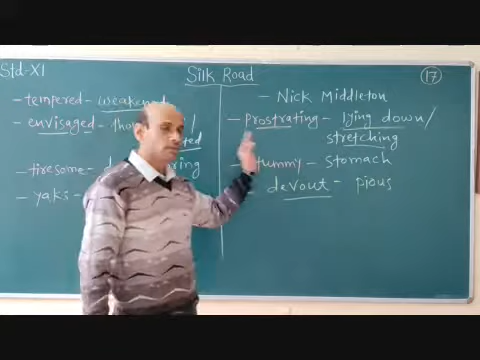 Std-XI
Silk Road
17
- Nick Middleton
- tempered - weakened
- envisaged - tho
- tiresome -
- yaks -
- prostrating - lying down/
stretching
- tummy - stomach
devout - pious